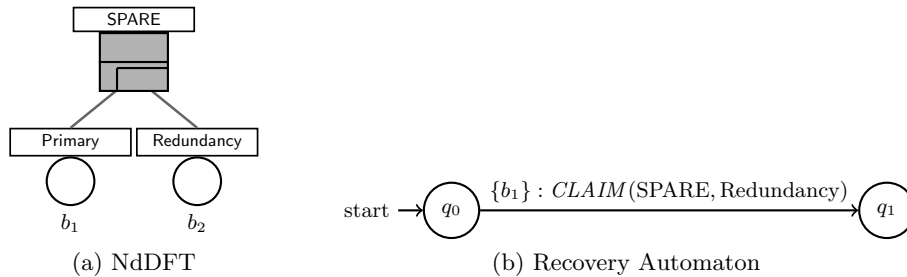 SPARE
Primary
Redundancy
b1
b2
(a) NdDFT
start
q0
{b1} : CLAIM(SPARE, Redundancy)
q1
(b) Recovery Automaton